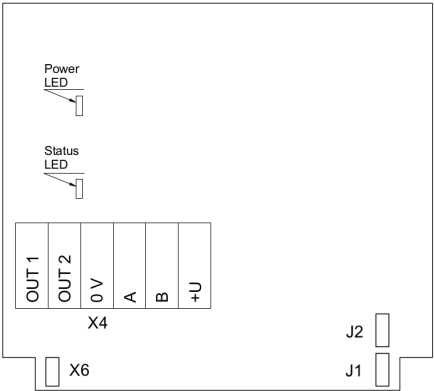 Power
LED
Status
LED
OUT 1
OUT 2
0 V
A
B
+U
X4
J2
X6
J1